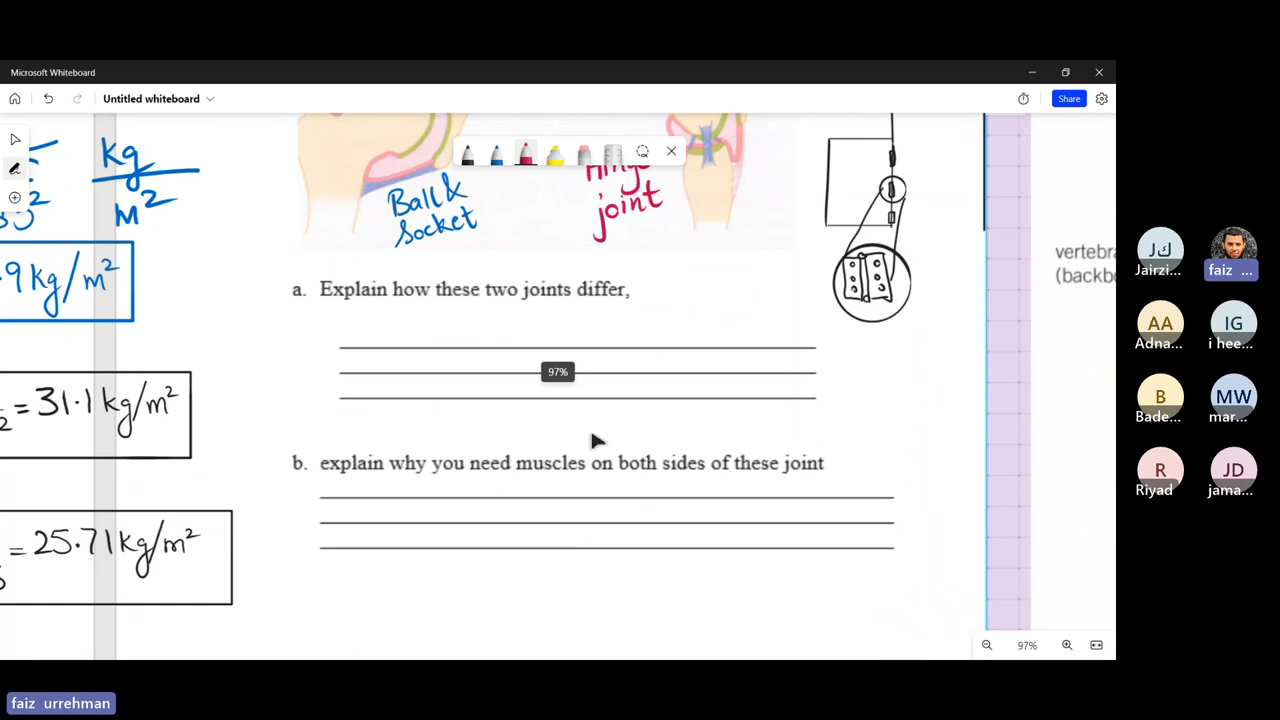 Microsoft Whiteboard
Untitled whiteboard
Share
kg
m²
.9 kg/m²
= 31.1 kg/m²
= 25.71 kg/m²
Ball &
socket
Hinge
joint
a. Explain how these two joints differ,
97%
b. explain why you need muscles on both sides of these joint
vertebra
(backb
97%
Jairzi...
faiz ...
AA
Adna...
IG
i hee...
B
Bade...
MW
mar...
R
Riyad
JD
jama...
faiz urrehman